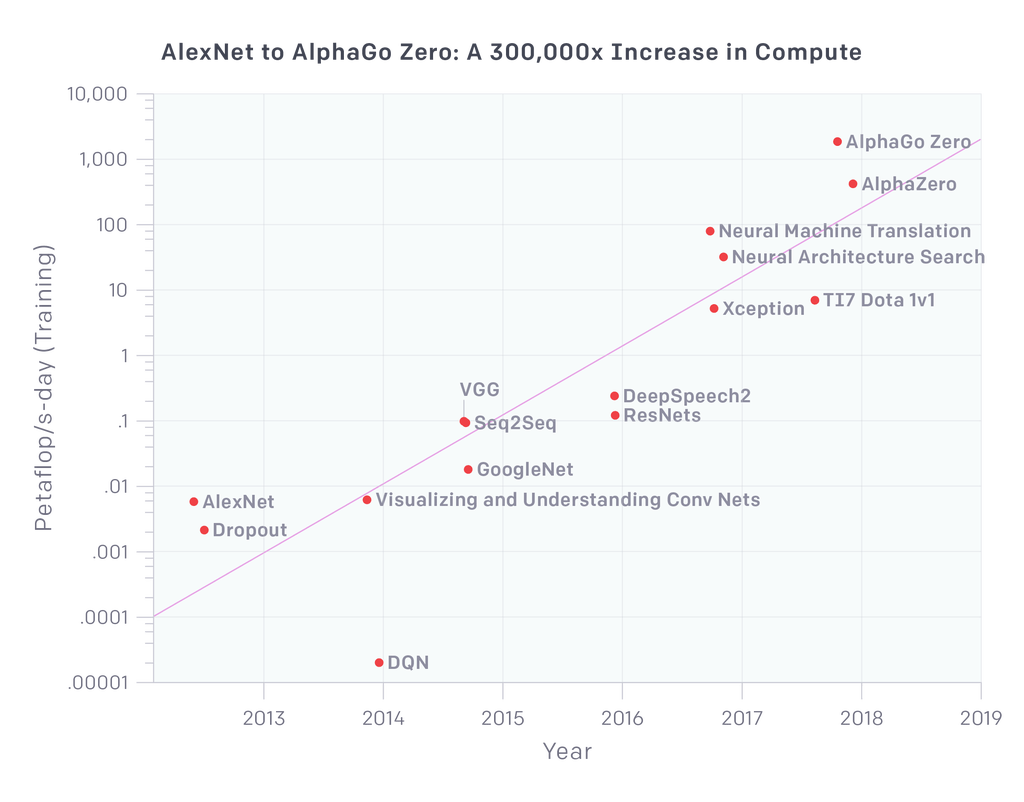 AlexNet to AlphaGo Zero: A 300,000x Increase in Compute
10,000
1,000
100
10
1
.1
.01
.001
.0001
.00001
Petaflop/s-day (Training)
AlphaGo Zero
AlphaZero
Neural Machine Translation
Neural Architecture Search
TI7 Dota 1v1
Xception
VGG
DeepSpeech2
ResNets
Seq2Seq
GoogleNet
Visualizing and Understanding Conv Nets
AlexNet
Dropout
DQN
2013
2014
2015
2016
2017
2018
2019
Year